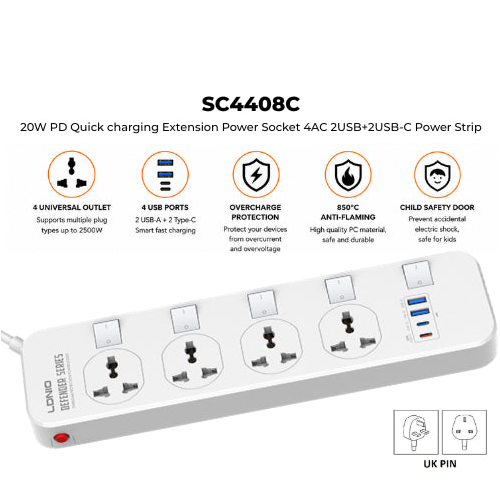 SC4408C
20W PD Quick charging Extension Power Socket 4AC 2USB+2USB-C Power Strip
4 UNIVERSAL OUTLET
Supports multiple plug
types up to 2500W
4 USB PORTS
2 USB-A + 2 Type-C
Smart fast charging
OVERCHARGE
PROTECTION
Protect your devices
from overcurrent
and overvoltage
850°C
ANTI-FLAMING
High quality PC material,
safe and durable
CHILD SAFETY DOOR
Prevent accidental
electric shock,
safe for kids
LDNIO
DEFENDER SERIES
UK PIN